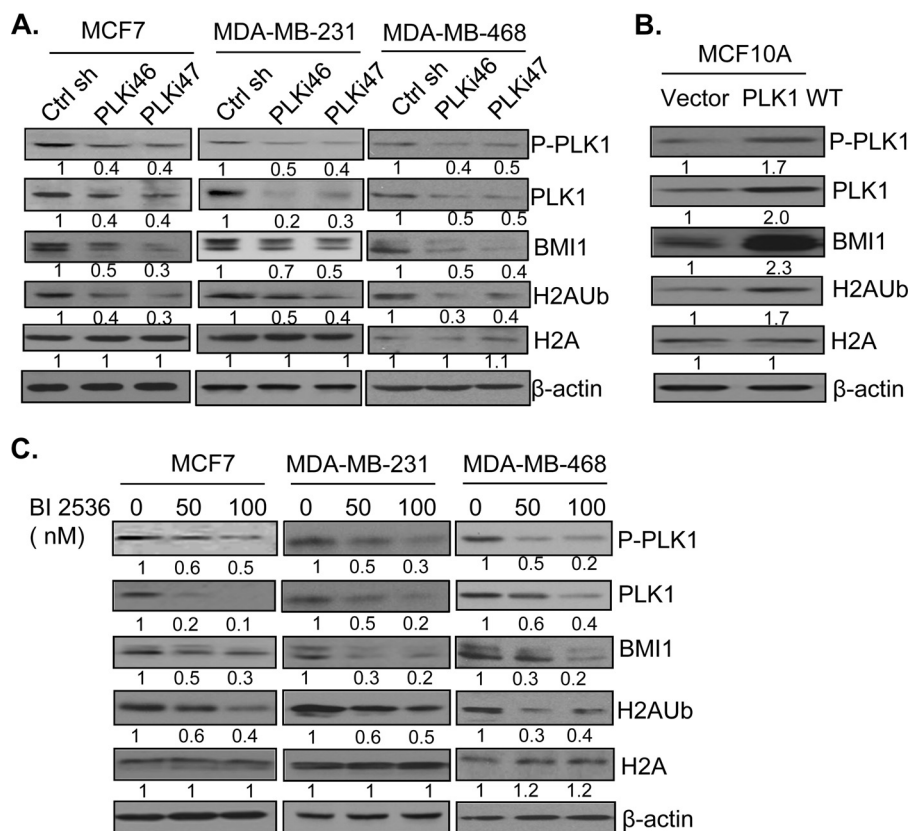 A.
MCF7 MDA-MB-231 MDA-MB-468
Ctrl sh PLKi46 PLKi47 Ctrl sh PLKi46 PLKi47 Ctrl sh PLKi46 PLKi47
P-PLK1
1 0.4 0.4 1 0.5 0.4 1 0.4 0.5
PLK1
1 0.4 0.4 1 0.2 0.3 1 0.5 0.5
BMI1
1 0.5 0.3 1 0.7 0.5 1 0.5 0.4
H2AUb
1 0.4 0.3 1 0.5 0.4 1 0.3 0.4
H2A
1 1 1 1 1 1 1 1 1.1
β-actin
B.
MCF10A
Vector PLK1 WT
P-PLK1
1 1.7
PLK1
1 2.0
BMI1
1 2.3
H2AUb
1 1.7
H2A
1 1
β-actin
C.
MCF7 MDA-MB-231 MDA-MB-468
BI 2536 0 50 100 0 50 100 0 50 100
( nM)
P-PLK1
1 0.6 0.5 1 0.5 0.3 1 0.5 0.2
PLK1
1 0.2 0.1 1 0.5 0.2 1 0.6 0.4
BMI1
1 0.5 0.3 1 0.3 0.2 1 0.3 0.2
H2AUb
1 0.6 0.4 1 0.6 0.5 1 0.3 0.4
H2A
1 1 1 1 1 1 1 1.2 1.2
β-actin